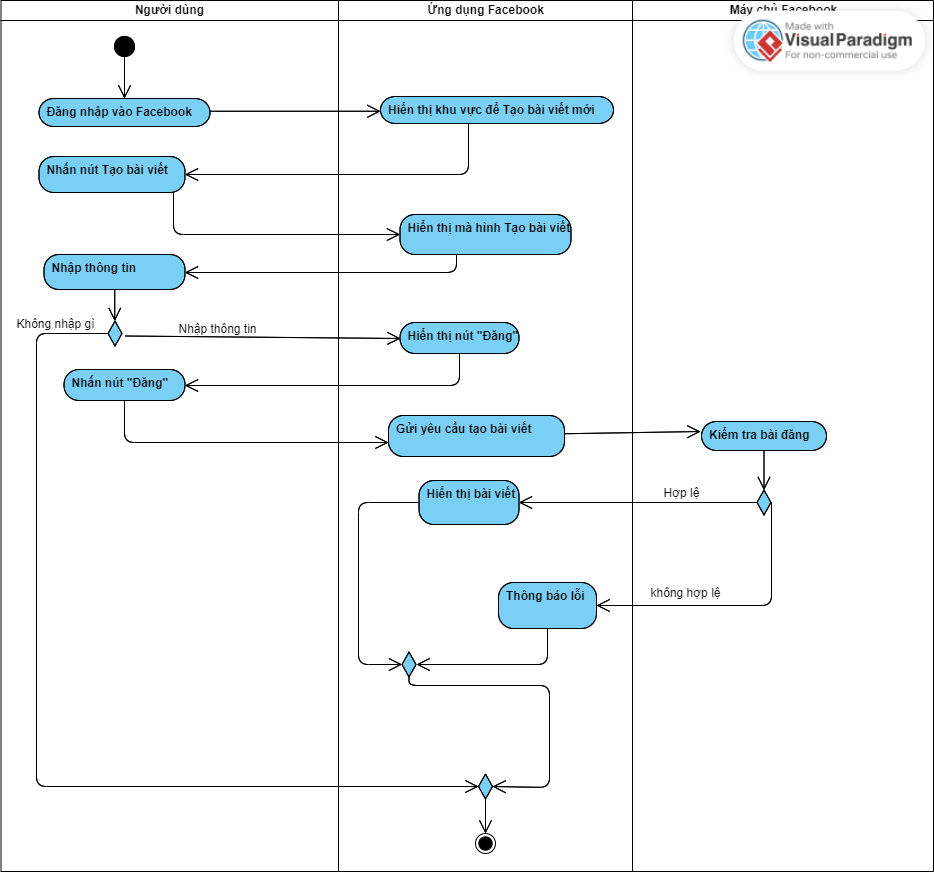 Người dùng
Ứng dụng Facebook
Máy chủ Facebook
Made with
VisualParadigm
For non-commercial use
Đăng nhập vào Facebook
Hiển thị khu vực để Tạo bài viết mới
Nhấn nút Tạo bài viết
Hiển thị mà hình Tạo bài viết
Nhập thông tin
Không nhập gì
Nhập thông tin
Hiển thị nút "Đăng"
Nhấn nút "Đăng"
Gửi yêu cầu tạo bài viết
Kiểm tra bài đăng
Hiển thị bài viết
Hợp lệ
Thông báo lỗi
không hợp lệ